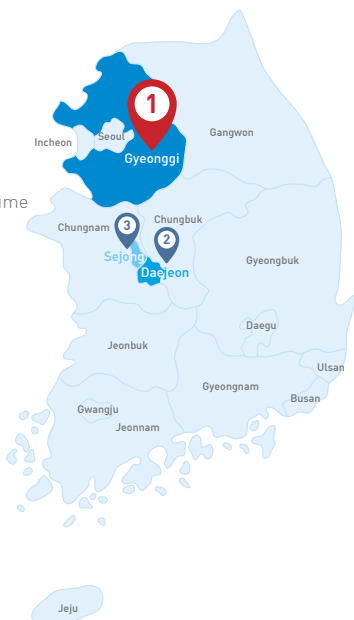 1
Seoul
Gangwon
Incheon
Gyeonggi
Chungbuk
Chungnam
3
2
Sejong
Daejeon
Gyeongbuk
Daegu
Jeonbuk
Ulsan
Gyeongnam
Busan
Gwangju
Jeonnam
Jeju